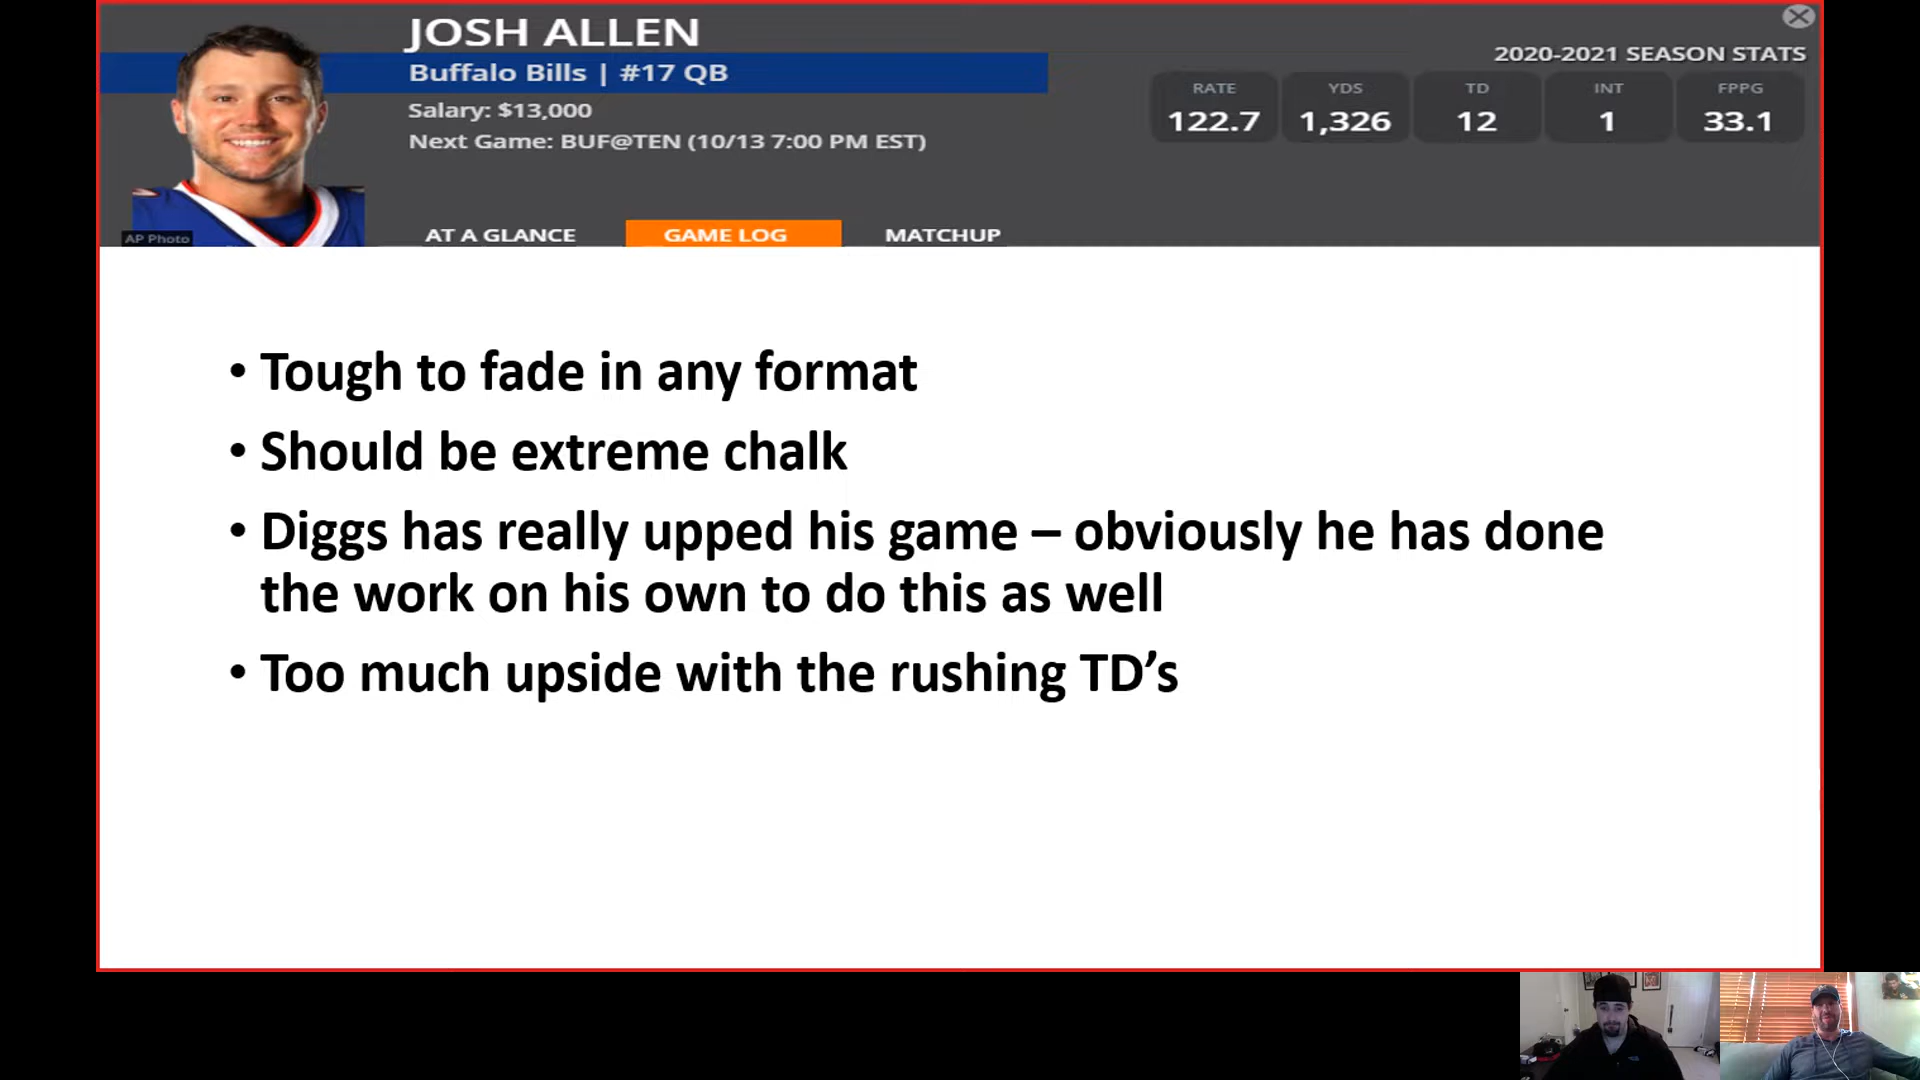 JOSH ALLEN
Buffalo Bills | #17 QB
Salary: $13,000
Next Game: BUF@TEN (10/13 7:00 PM EST)
2020-2021 SEASON STATS
RATE YDS TD INT FPPG
122.7 1,326 12 1 33.1
AP Photo
AT A GLANCE GAME LOG MATCHUP
• Tough to fade in any format
• Should be extreme chalk
• Diggs has really upped his game – obviously he has done
the work on his own to do this as well
• Too much upside with the rushing TD’s